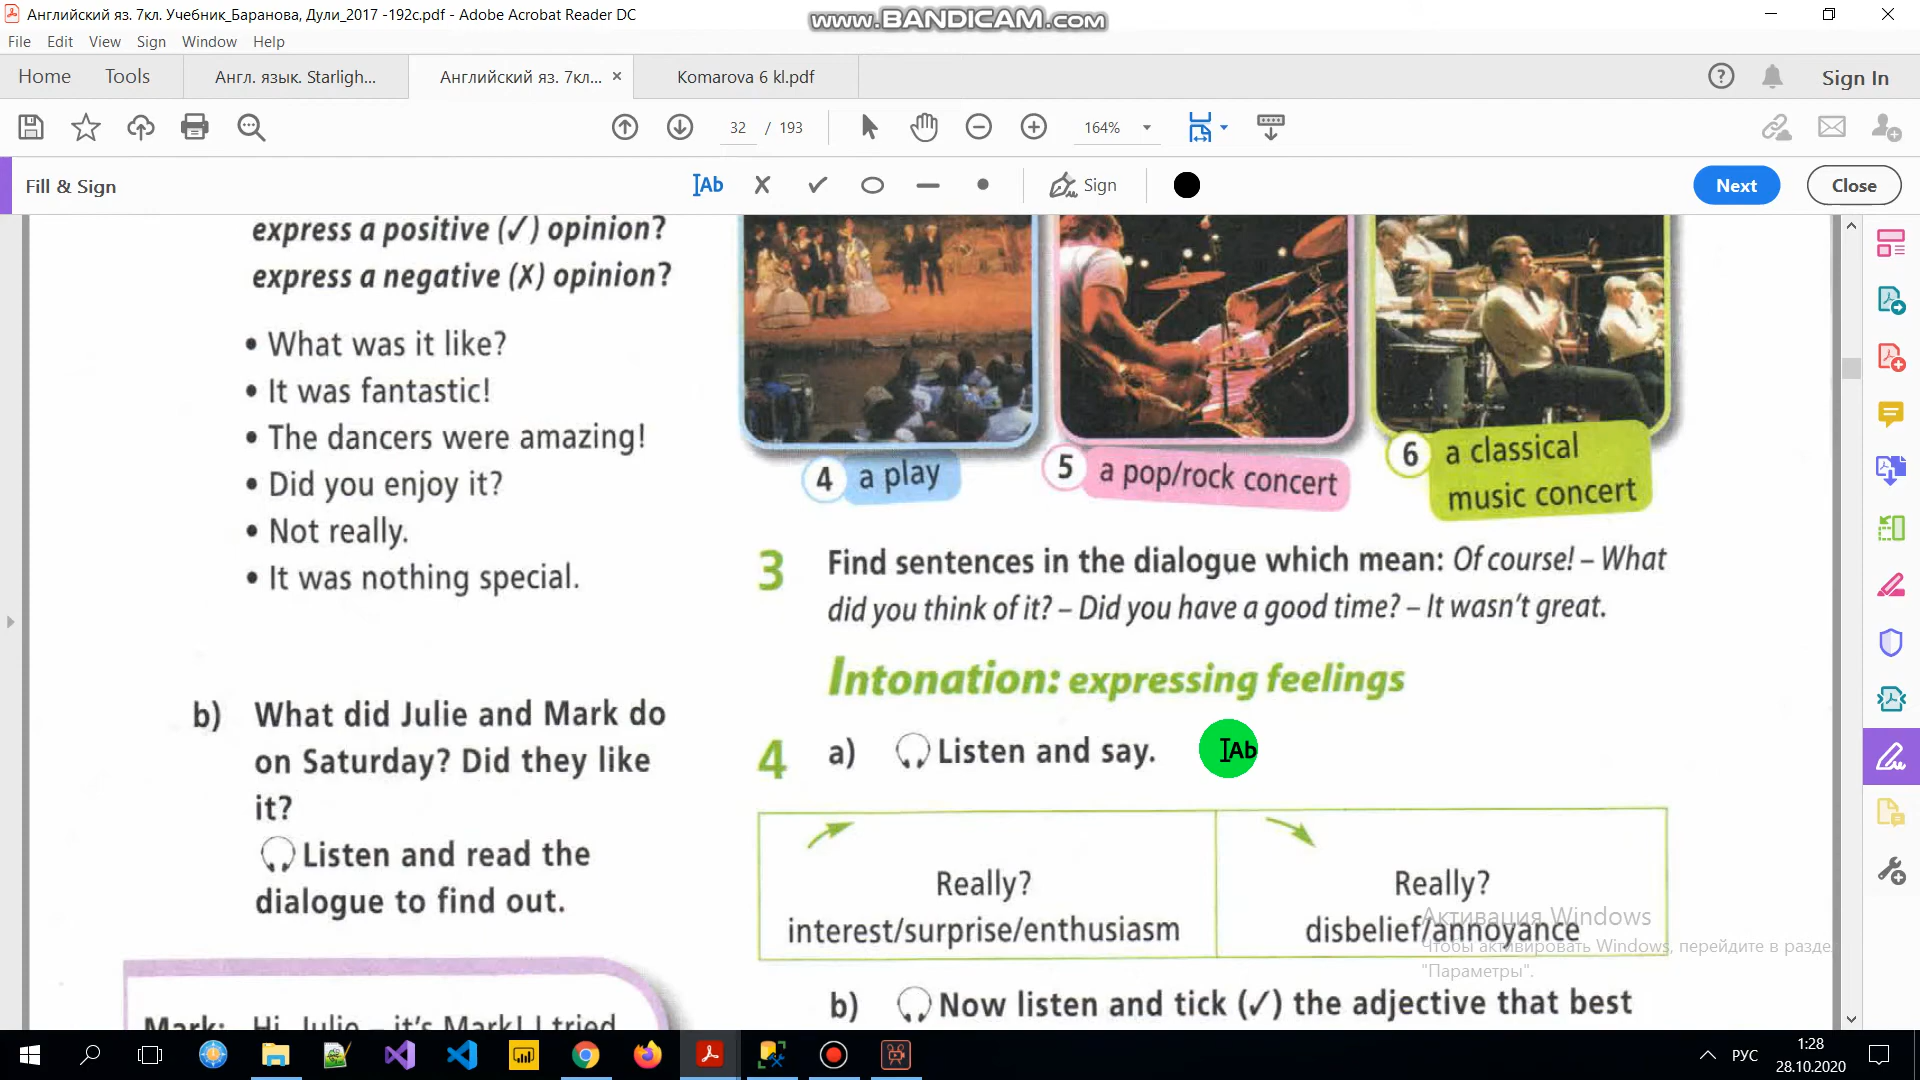 Английский яз. 7кл. Учебник_Баранова, Дули_2017 -192с.pdf - Adobe Acrobat Reader DC
www.BANDICAM.com
File Edit View Sign Window Help
Home Tools
Англ. язык. Starligh...
Английский яз. 7кл... ×
Komarova 6 kl.pdf
Sign In
32 / 193
164%
Fill & Sign
Ab
Sign
Next
Close
express a positive (✓) opinion?
express a negative (✗) opinion?
• What was it like?
• It was fantastic!
• The dancers were amazing!
• Did you enjoy it?
• Not really.
• It was nothing special.
b) What did Julie and Mark do
on Saturday? Did they like
it?
Listen and read the
dialogue to find out.
Mark: Hi, Julie – it's Mark! I tried
4 a play
5 a pop/rock concert
6 a classical
music concert
3 Find sentences in the dialogue which mean: Of course! – What
did you think of it? – Did you have a good time? – It wasn't great.
Intonation: expressing feelings
4 a) Listen and say.
Ab
Really?
interest/surprise/enthusiasm
Really?
disbelief/annoyance
b) Now listen and tick (✓) the adjective that best
Активация Windows
Чтобы активировать Windows, перейдите в раздел
"Параметры".
РУС
1:28
28.10.2020